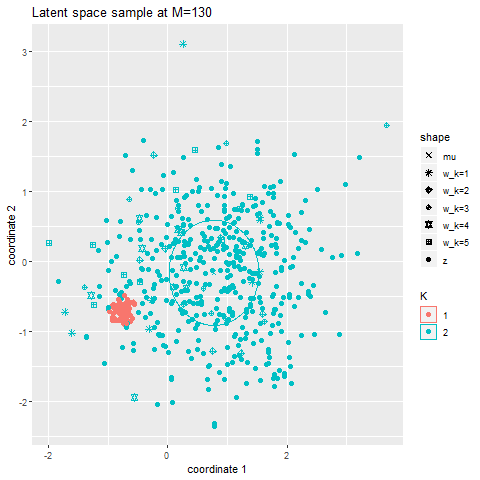 Latent space sample at M=130
3
2
1
0
-1
-2
coordinate 2
-2
0
2
coordinate 1
shape
mu
w_k=1
w_k=2
w_k=3
w_k=4
w_k=5
z
K
1
2